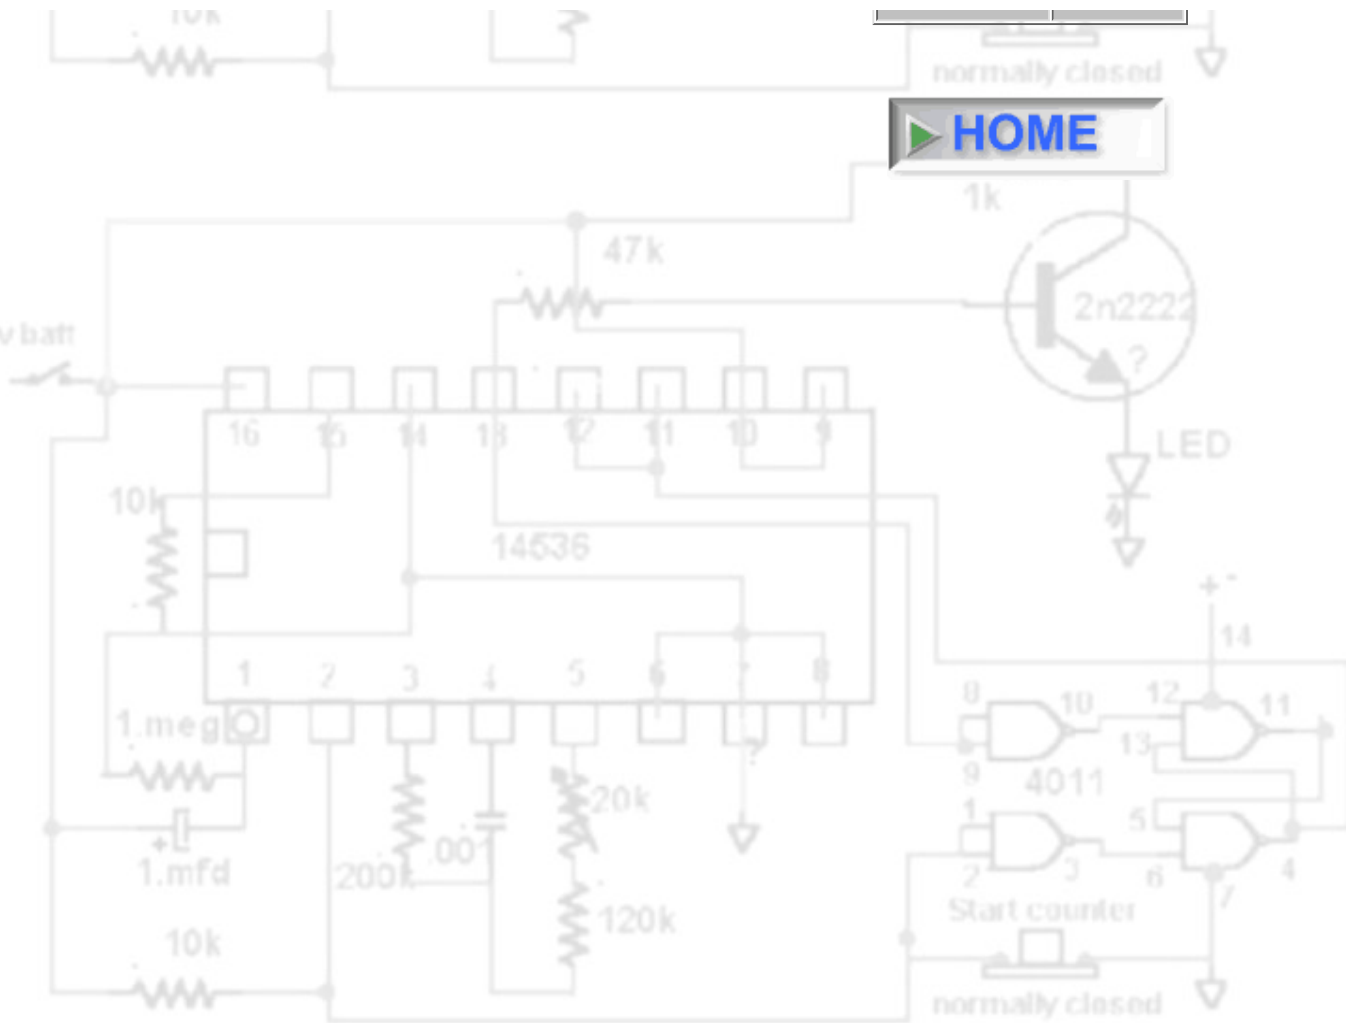 10k
normally closed
HOME
1k
47k
2n2222
v batt
?
16 15 14 13 12 11 10 9
LED
10k
14536
+ -
14
1 2 3 4 5 6 7 8
8 10 12 11
1.meg
?
13
9 4011
20k
1 5
.001
200k
1.mfd
2 3 6 4
7
Start counter
120k
10k
normally closed